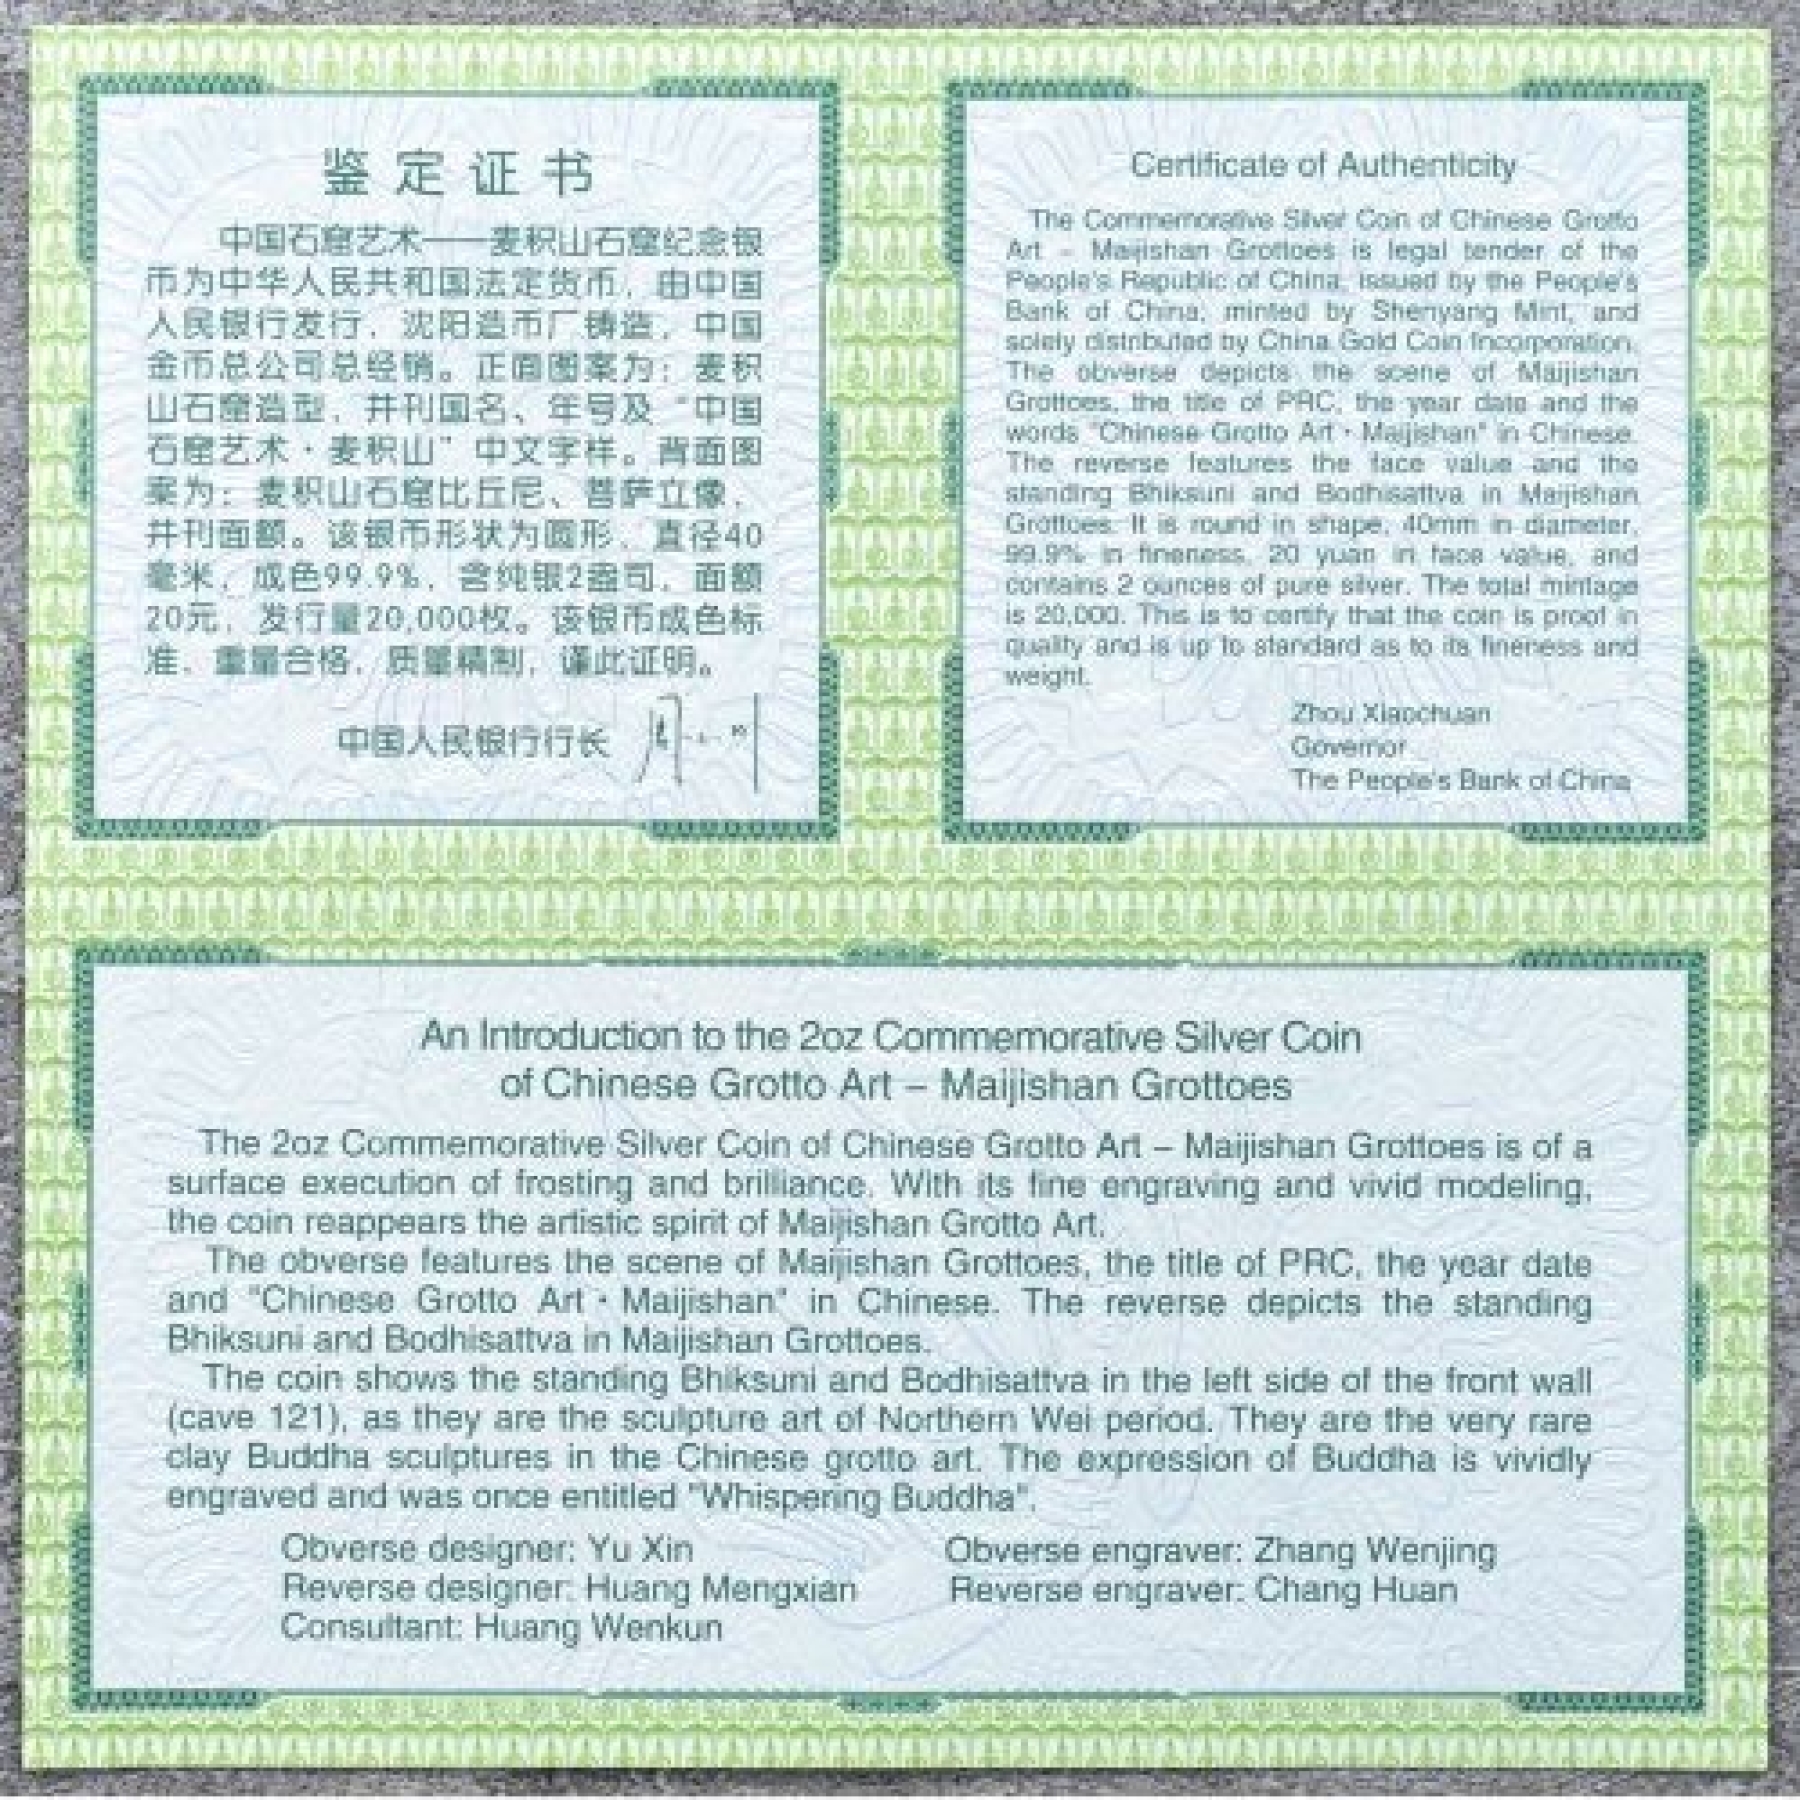 鉴定证书
中国石窟艺术——麦积山石窟纪念银
币为中华人民共和国法定货币，由中国
人民银行发行，沈阳造币厂铸造，中国
金币总公司总经销。正面图案为：麦积
山石窟造型，并刊国名、年号及“中国
石窟艺术·麦积山”中文字样。背面图
案为：麦积山石窟比丘尼、菩萨立像，
并刊面额。该银币形状为圆形，直径40
毫米，成色99.9%，含纯银2盎司，面额
20元，发行量20,000枚。该银币成色标
准，重量合格，质量精制，谨此证明。
中国人民银行行长
Certificate of Authenticity
The Commemorative Silver Coin of Chinese Grotto
Art – Maijishan Grottoes is legal tender of the
People's Republic of China, issued by the People's
Bank of China, minted by Shenyang Mint, and
solely distributed by China Gold Coin Incorporation.
The obverse depicts the scene of Maijishan
Grottoes, the title of PRC, the year date and the
words "Chinese Grotto Art · Maijishan" in Chinese.
The reverse features the face value and the
standing Bhiksuni and Bodhisattva in Maijishan
Grottoes. It is round in shape, 40mm in diameter,
99.9% in fineness, 20 yuan in face value, and
contains 2 ounces of pure silver. The total mintage
is 20,000. This is to certify that the coin is proof in
quality and is up to standard as to its fineness and
weight.
Zhou Xiaochuan
Governor
The People's Bank of China
An Introduction to the 2oz Commemorative Silver Coin
of Chinese Grotto Art – Maijishan Grottoes
The 2oz Commemorative Silver Coin of Chinese Grotto Art – Maijishan Grottoes is of a
surface execution of frosting and brilliance. With its fine engraving and vivid modeling,
the coin reappears the artistic spirit of Maijishan Grotto Art.
The obverse features the scene of Maijishan Grottoes, the title of PRC, the year date
and "Chinese Grotto Art · Maijishan" in Chinese. The reverse depicts the standing
Bhiksuni and Bodhisattva in Maijishan Grottoes.
The coin shows the standing Bhiksuni and Bodhisattva in the left side of the front wall
(cave 121), as they are the sculpture art of Northern Wei period. They are the very rare
clay Buddha sculptures in the Chinese grotto art. The expression of Buddha is vividly
engraved and was once entitled "Whispering Buddha".
Obverse designer: Yu Xin
Obverse engraver: Zhang Wenjing
Reverse designer: Huang Mengxian
Reverse engraver: Chang Huan
Consultant: Huang Wenkun